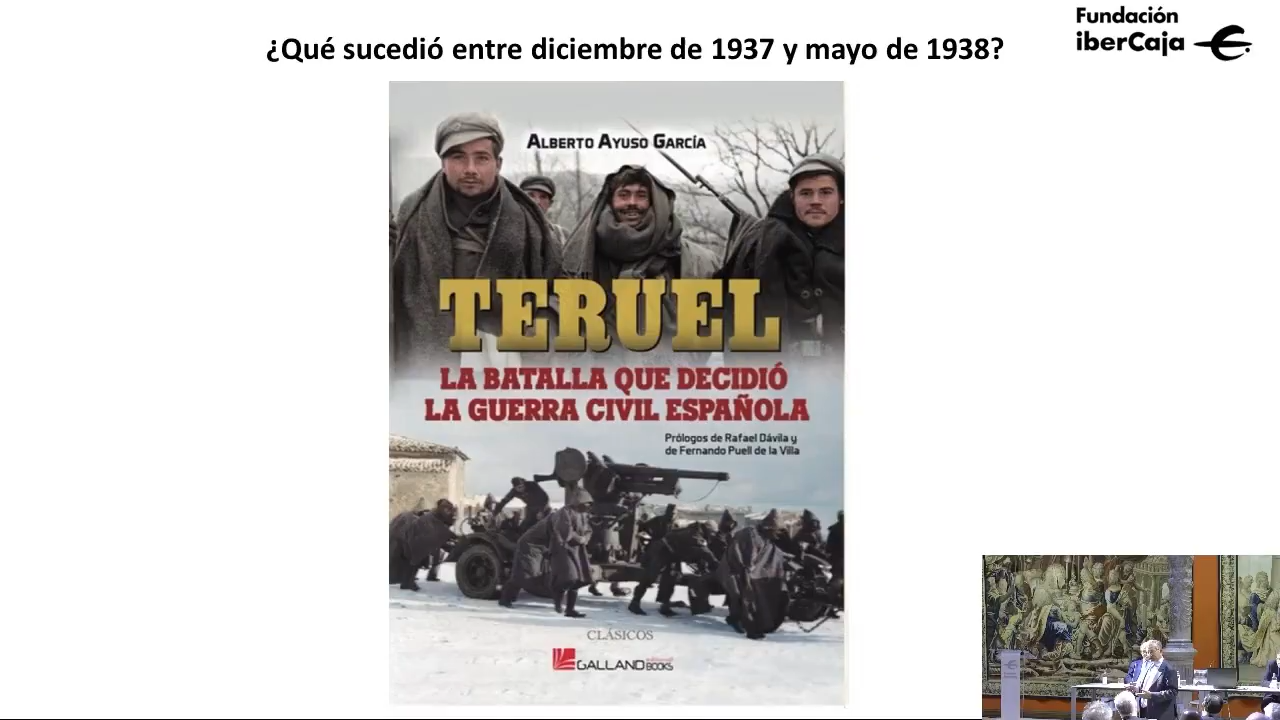 ¿Qué sucedió entre diciembre de 1937 y mayo de 1938?
Fundación
iberCaja
ALBERTO AYUSO GARCÍA
TERUEL
LA BATALLA QUE DECIDIÓ
LA GUERRA CIVIL ESPAÑOLA
Prólogos de Rafael Dávila y
de Fernando Puell de la Villa
CLÁSICOS
GALLAND BOOKS